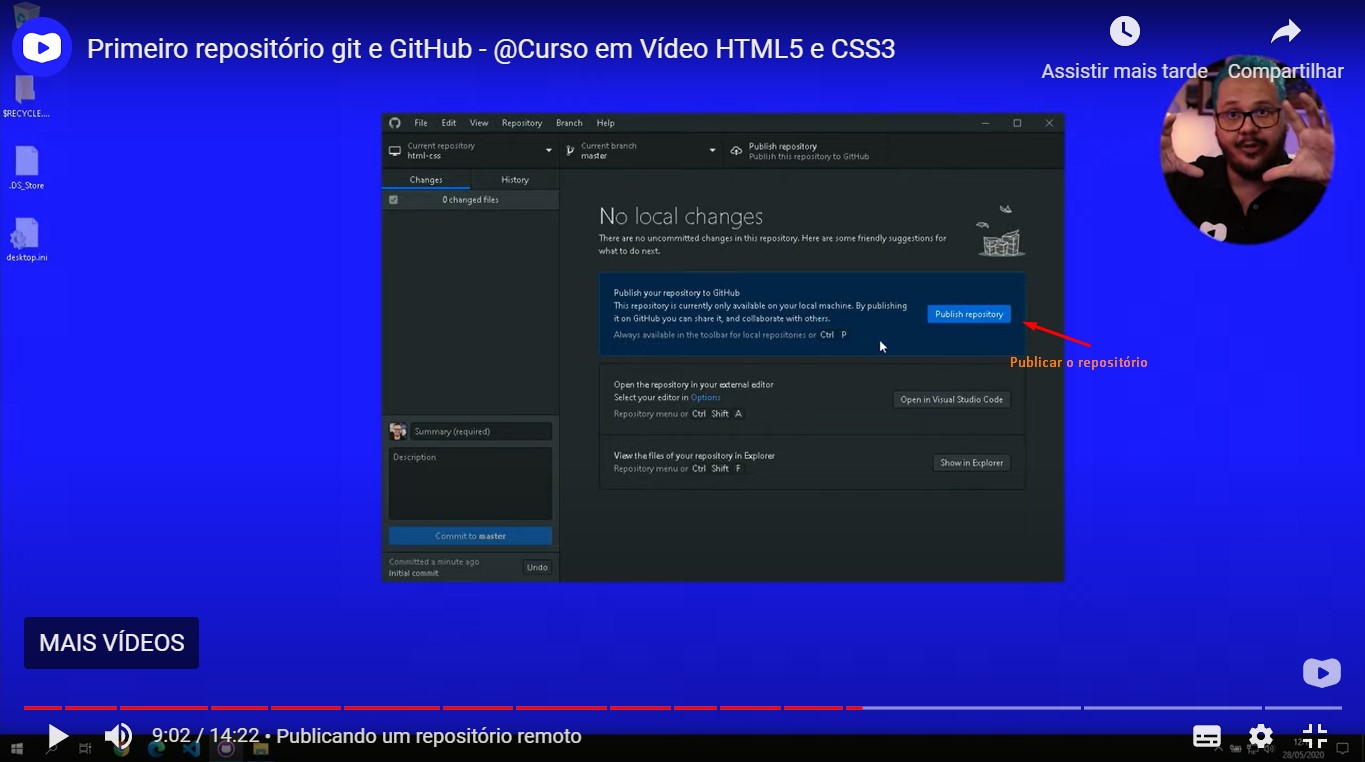 Primeiro repositório git e GitHub - @Curso em Vídeo HTML5 e CSS3
Assistir mais tarde
Compartilhar
$RECYCLE....
.DS_Store
desktop.ini
File Edit View Repository Branch Help
Current repository
html-css
Current branch
master
Publish repository
Publish this repository to GitHub
Changes
History
0 changed files
No local changes
There are no uncommitted changes in this repository. Here are some friendly suggestions for
what to do next.
Publish your repository to GitHub
This repository is currently only available on your local machine. By publishing
it on GitHub you can share it, and collaborate with others.
Always available in the toolbar for local repositories or Ctrl P
Publish repository
Publicar o repositório
Open the repository in your external editor
Select your editor in Options
Repository menu or Ctrl Shift A
Open in Visual Studio Code
View the files of your repository in Explorer
Repository menu or Ctrl Shift F
Show in Explorer
Summary (required)
Description
Commit to master
Committed a minute ago
Initial commit
Undo
MAIS VÍDEOS
9:02 / 14:22 • Publicando um repositório remoto
28/05/2020